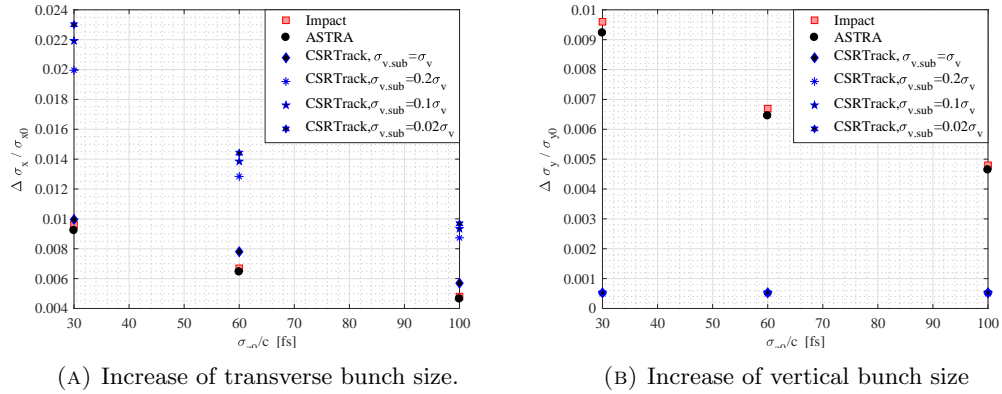 0.024
0.022
0.02
0.018
0.016
0.014
0.012
0.01
0.008
0.006
0.004
Δ σx / σx0
30 40 50 60 70 80 90 100
[fs]
Impact
ASTRA
CSRTrack, σv.sub=σv
CSRTrack,σv.sub=0.2σv
CSRTrack,σv.sub=0.1σv
CSRTrack,σv.sub=0.02σv
(A) Increase of transverse bunch size.
0.01
0.009
0.008
0.007
0.006
0.005
0.004
0.003
0.002
0.001
0
Δ σy / σy0
30 40 50 60 70 80 90 100
[fs]
Impact
ASTRA
CSRTrack, σv.sub=σv
CSRTrack,σv.sub=0.2σv
CSRTrack,σv.sub=0.1σv
CSRTrack,σv.sub=0.02σv
(B) Increase of vertical bunch size